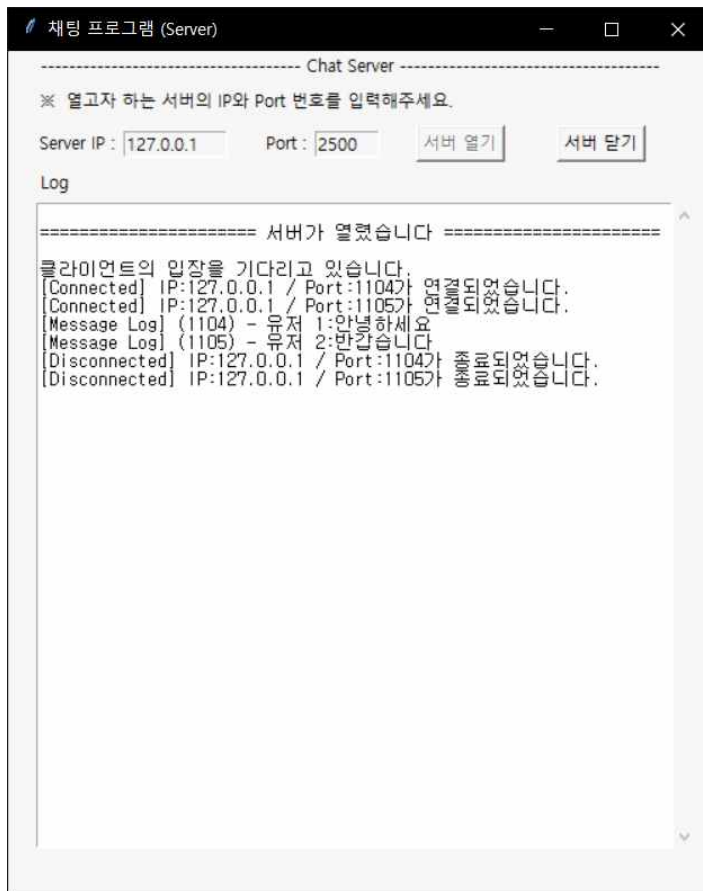 채팅 프로그램 (Server)
------------------------------------- Chat Server -------------------------------------
※ 열고자 하는 서버의 IP와 Port 번호를 입력해주세요.
Server IP : 127.0.0.1 Port : 2500 서버 열기 서버 닫기
Log
====================== 서버가 열렸습니다 ======================
클라이언트의 입장을 기다리고 있습니다.
[Connected] IP:127.0.0.1 / Port:1104가 연결되었습니다.
[Connected] IP:127.0.0.1 / Port:1105가 연결되었습니다.
[Message Log] (1104) - 유저 1:안녕하세요
[Message Log] (1105) - 유저 2:반갑습니다
[Disconnected] IP:127.0.0.1 / Port:1104가 종료되었습니다.
[Disconnected] IP:127.0.0.1 / Port:1105가 종료되었습니다.